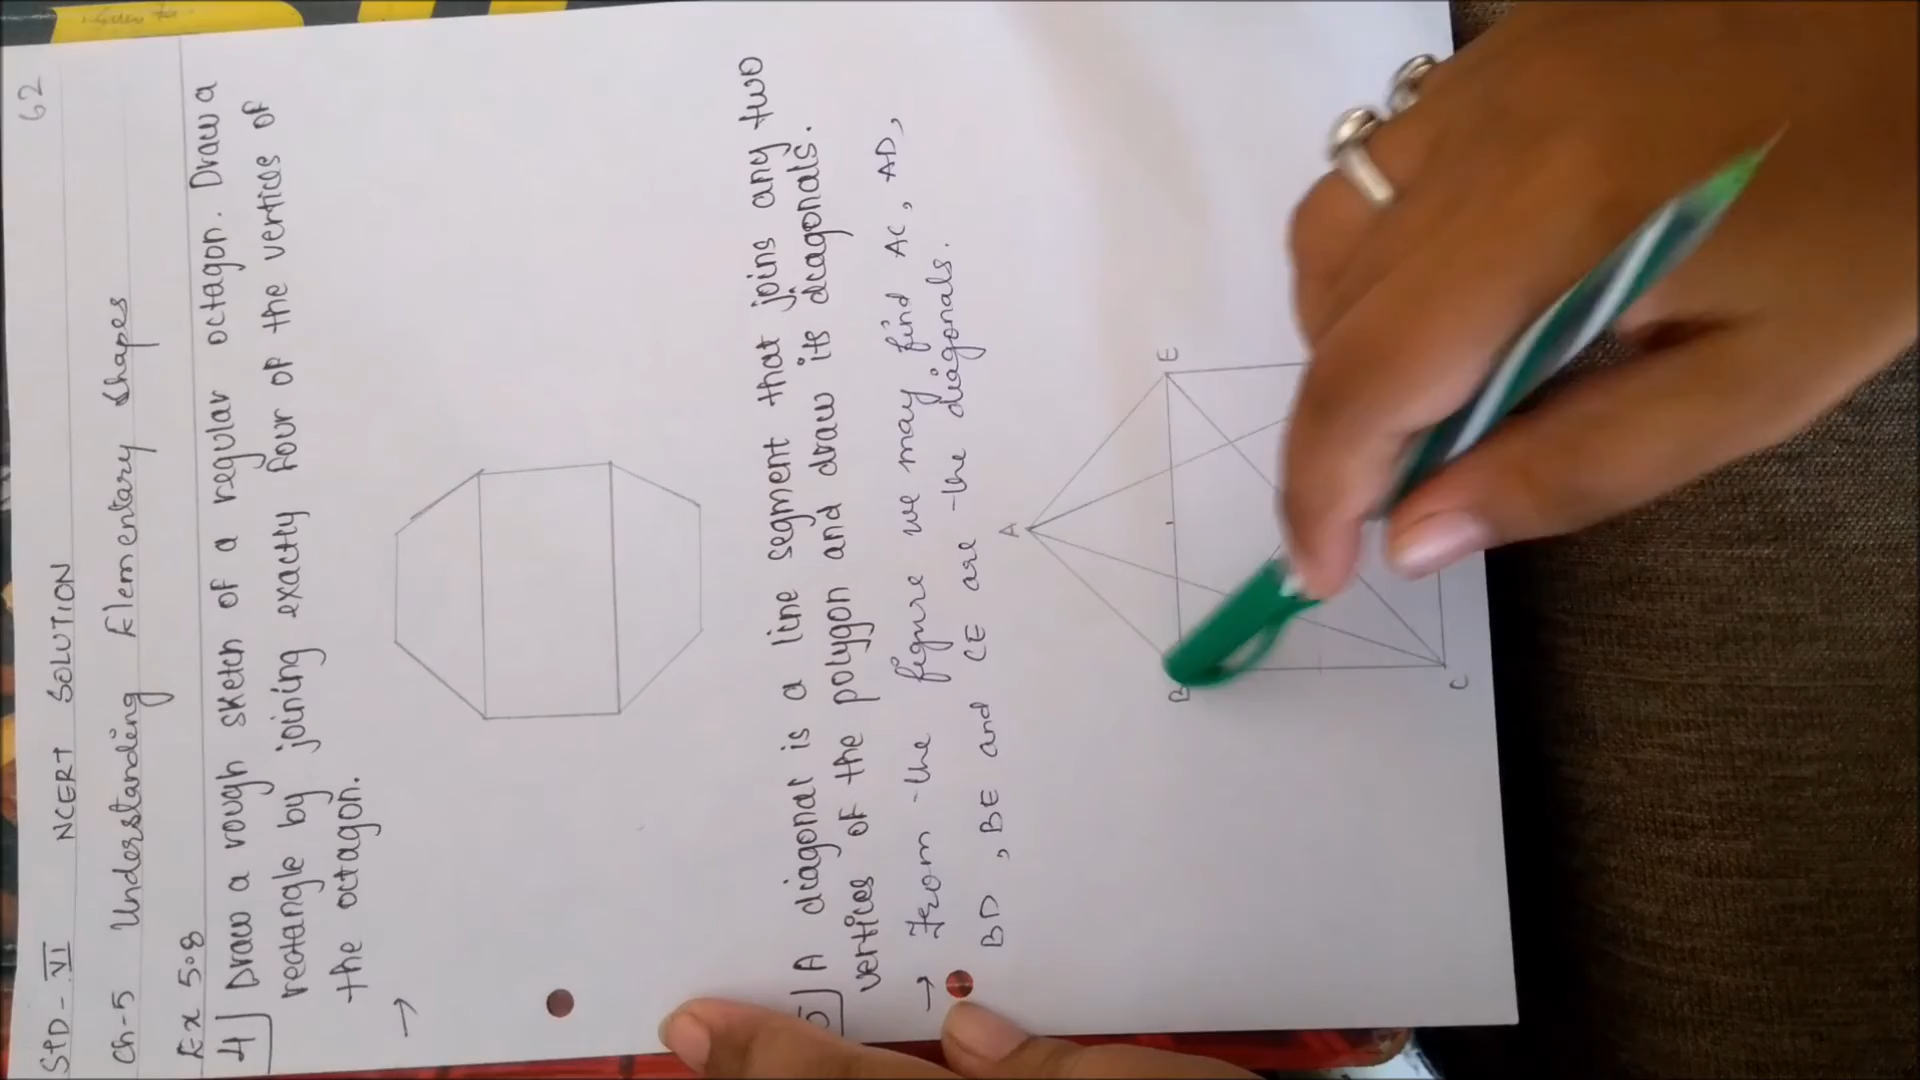 62
STD - VI NCERT SOLUTION
Ch-5 Understanding Elementary Shapes
Ex 5.8
4] Draw a rough sketch of a regular octagon. Draw a
rectangle by joining exactly four of the vertices of
the octagon.
→
5] A diagonal is a line segment that joins any two
vertices of the polygon and draw its diagonals.
→ From the figure we may find AC, AD,
BD, BE and CE are the diagonals.
A
B
E
C